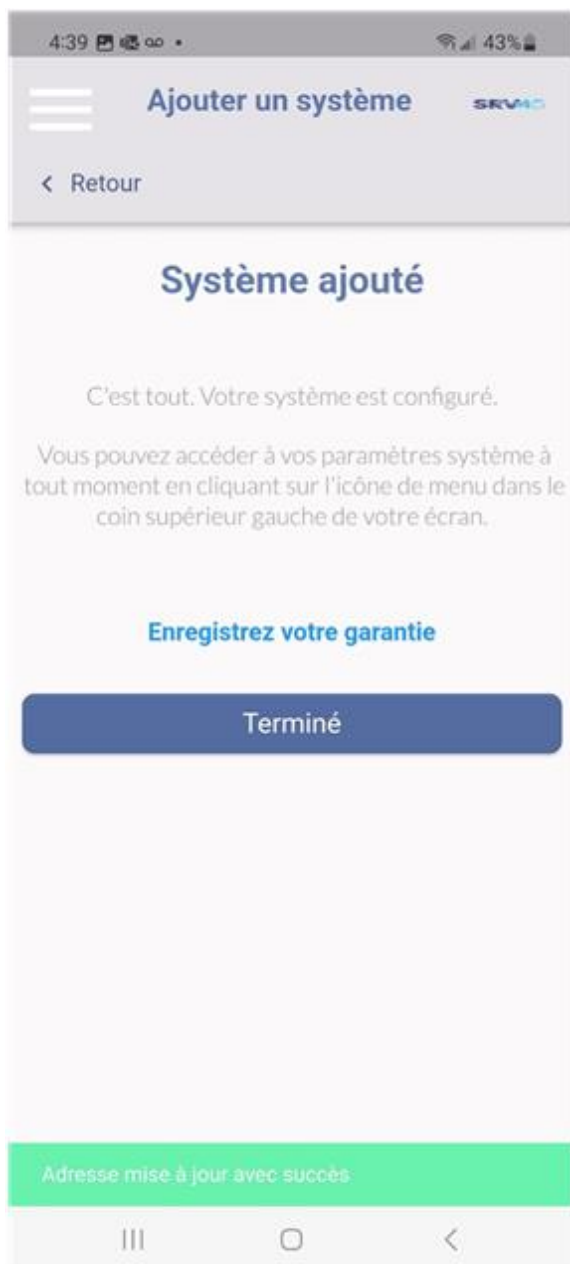 4:39
43%
Ajouter un système
< Retour
Système ajouté
C'est tout. Votre système est configuré.
Vous pouvez accéder à vos paramètres système à
tout moment en cliquant sur l'icône de menu dans le
coin supérieur gauche de votre écran.
Enregistrez votre garantie
Terminé
Adresse mise à jour avec succès